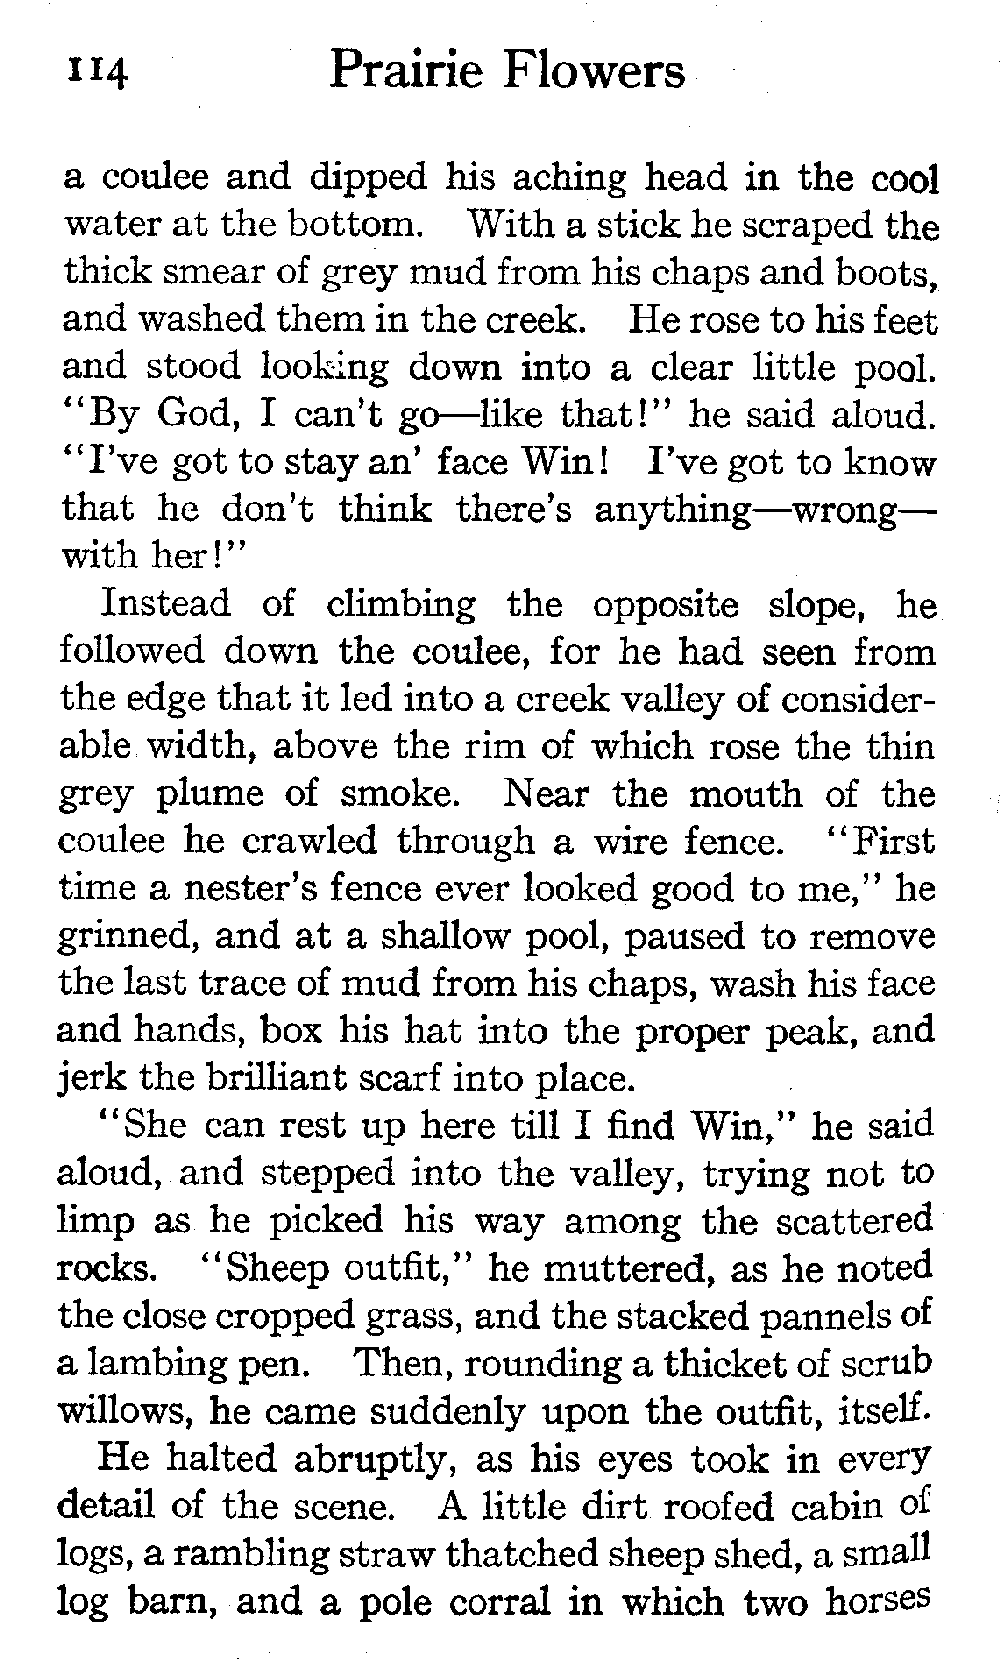 114 Prairie Flowers
a coulee and dipped his aching head in the cool
water at the bottom. With a stick he scraped the
thick smear of grey mud from his chaps and boots,
and washed them in the creek. He rose to his feet
and stood looking down into a clear little pool.
"By God, I can't go—like that!" he said aloud.
"I've got to stay an' face Win! I've got to know
that he don't think there's anything—wrong—
with her!"
Instead of climbing the opposite slope, he
followed down the coulee, for he had seen from
the edge that it led into a creek valley of consider-
able width, above the rim of which rose the thin
grey plume of smoke. Near the mouth of the
coulee he crawled through a wire fence. "First
time a nester's fence ever looked good to me," he
grinned, and at a shallow pool, paused to remove
the last trace of mud from his chaps, wash his face
and hands, box his hat into the proper peak, and
jerk the brilliant scarf into place.
"She can rest up here till I find Win," he said
aloud, and stepped into the valley, trying not to
limp as he picked his way among the scattered
rocks. "Sheep outfit," he muttered, as he noted
the close cropped grass, and the stacked pannels of
a lambing pen. Then, rounding a thicket of scrub
willows, he came suddenly upon the outfit, itself.
He halted abruptly, as his eyes took in every
detail of the scene. A little dirt roofed cabin of
logs, a rambling straw thatched sheep shed, a small
log barn, and a pole corral in which two horses